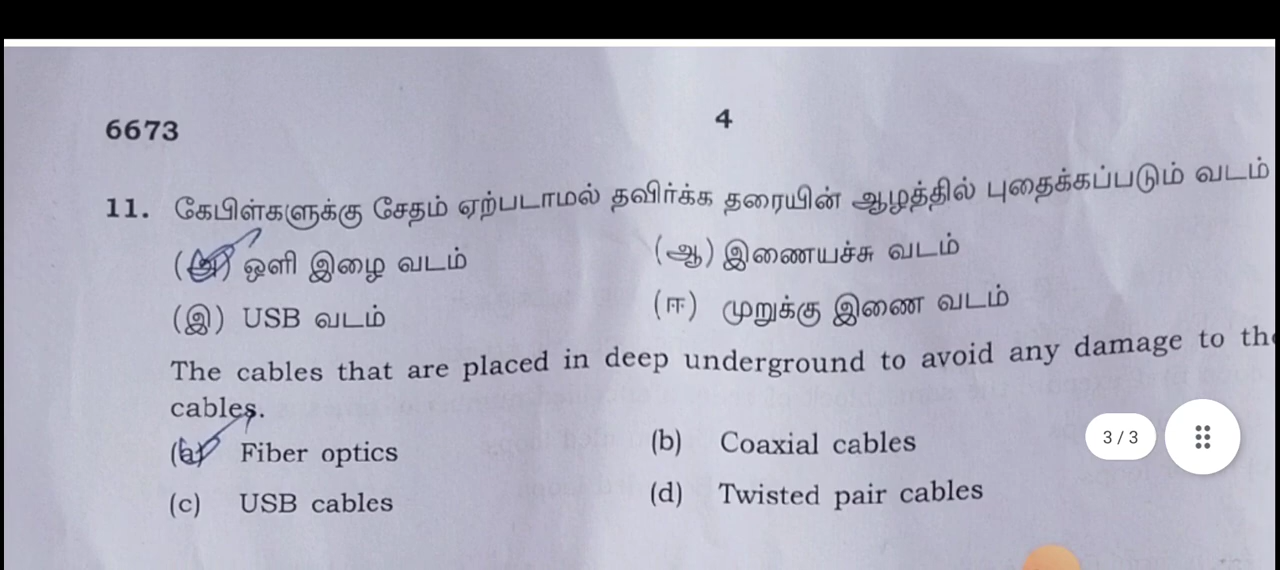 6673
4
11. கேபிள்களுக்கு சேதம் ஏற்படாமல் தவிர்க்க தரையின் ஆழத்தில் புதைக்கப்படும் வடம்
(அ) ஒளி இழை வடம் (ஆ) இணையச்சு வடம்
(இ) USB வடம் (ஈ) முறுக்கு இணை வடம்
The cables that are placed in deep underground to avoid any damage to the
cables.
(a) Fiber optics (b) Coaxial cables
(c) USB cables (d) Twisted pair cables
3 / 3